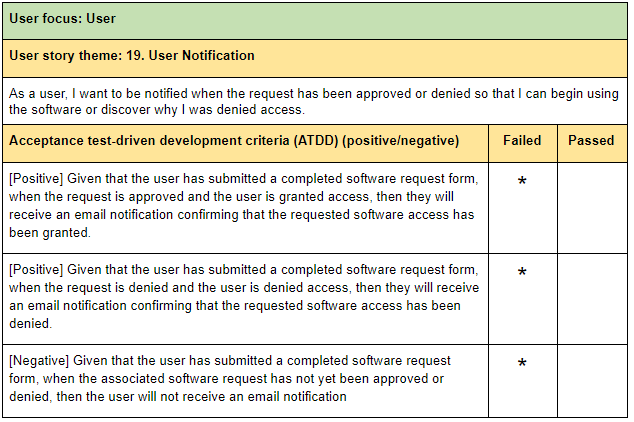 User focus: User
User story theme: 19. User Notification
As a user, I want to be notified when the request has been approved or denied so that I can begin using
the software or discover why I was denied access.
Acceptance test-driven development criteria (ATDD) (positive/negative) Failed Passed
[Positive] Given that the user has submitted a completed software request form, *
when the request is approved and the user is granted access, then they will
receive an email notification confirming that the requested software access has
been granted.
[Positive] Given that the user has submitted a completed software request form, *
when the request is denied and the user is denied access, then they will receive
an email notification confirming that the requested software access has been
denied.
[Negative] Given that the user has submitted a completed software request *
form, when the associated software request has not yet been approved or
denied, then the user will not receive an email notification